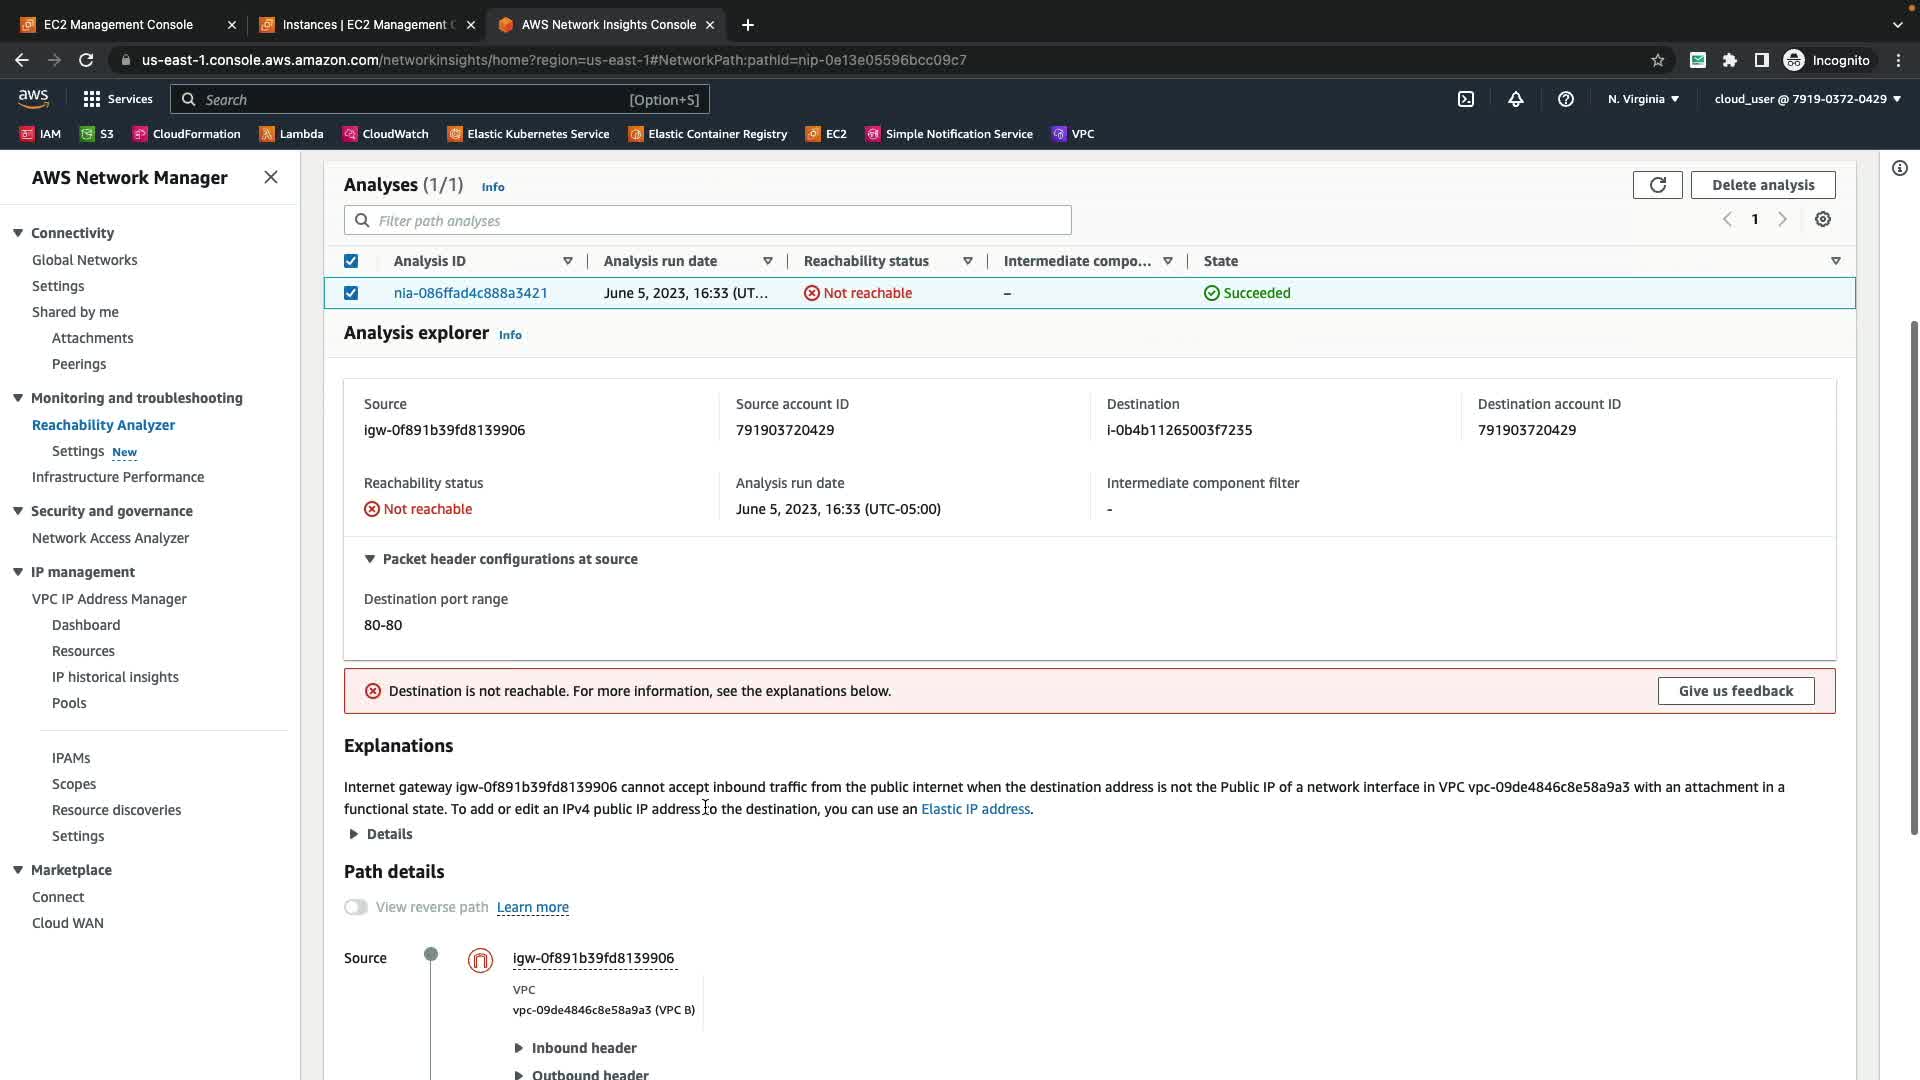 EC2 Management Console
Instances | EC2 Management C
AWS Network Insights Console
us-east-1.console.aws.amazon.com/networkinsights/home?region=us-east-1#NetworkPath:pathId=nip-0e13e05596bcc09c7
Incognito
aws
Services
Search
[Option+S]
N. Virginia
cloud_user @ 7919-0372-0429
IAM
S3
CloudFormation
Lambda
CloudWatch
Elastic Kubernetes Service
Elastic Container Registry
EC2
Simple Notification Service
VPC
AWS Network Manager
Connectivity
Global Networks
Settings
Shared by me
Attachments
Peerings
Monitoring and troubleshooting
Reachability Analyzer
Settings New
Infrastructure Performance
Security and governance
Network Access Analyzer
IP management
VPC IP Address Manager
Dashboard
Resources
IP historical insights
Pools
IPAMs
Scopes
Resource discoveries
Settings
Marketplace
Connect
Cloud WAN
Analyses (1/1) Info
Delete analysis
Filter path analyses
1
Analysis ID
Analysis run date
Reachability status
Intermediate compo...
State
nia-086ffad4c888a3421
June 5, 2023, 16:33 (UT...
Not reachable
–
Succeeded
Analysis explorer Info
Source
igw-0f891b39fd8139906
Source account ID
791903720429
Destination
i-0b4b11265003f7235
Destination account ID
791903720429
Reachability status
Not reachable
Analysis run date
June 5, 2023, 16:33 (UTC-05:00)
Intermediate component filter
-
Packet header configurations at source
Destination port range
80-80
Destination is not reachable. For more information, see the explanations below.
Give us feedback
Explanations
Internet gateway igw-0f891b39fd8139906 cannot accept inbound traffic from the public internet when the destination address is not the Public IP of a network interface in VPC vpc-09de4846c8e58a9a3 with an attachment in a
functional state. To add or edit an IPv4 public IP address to the destination, you can use an Elastic IP address.
Details
Path details
View reverse path Learn more
Source
igw-0f891b39fd8139906
VPC
vpc-09de4846c8e58a9a3 (VPC B)
Inbound header
Outbound header